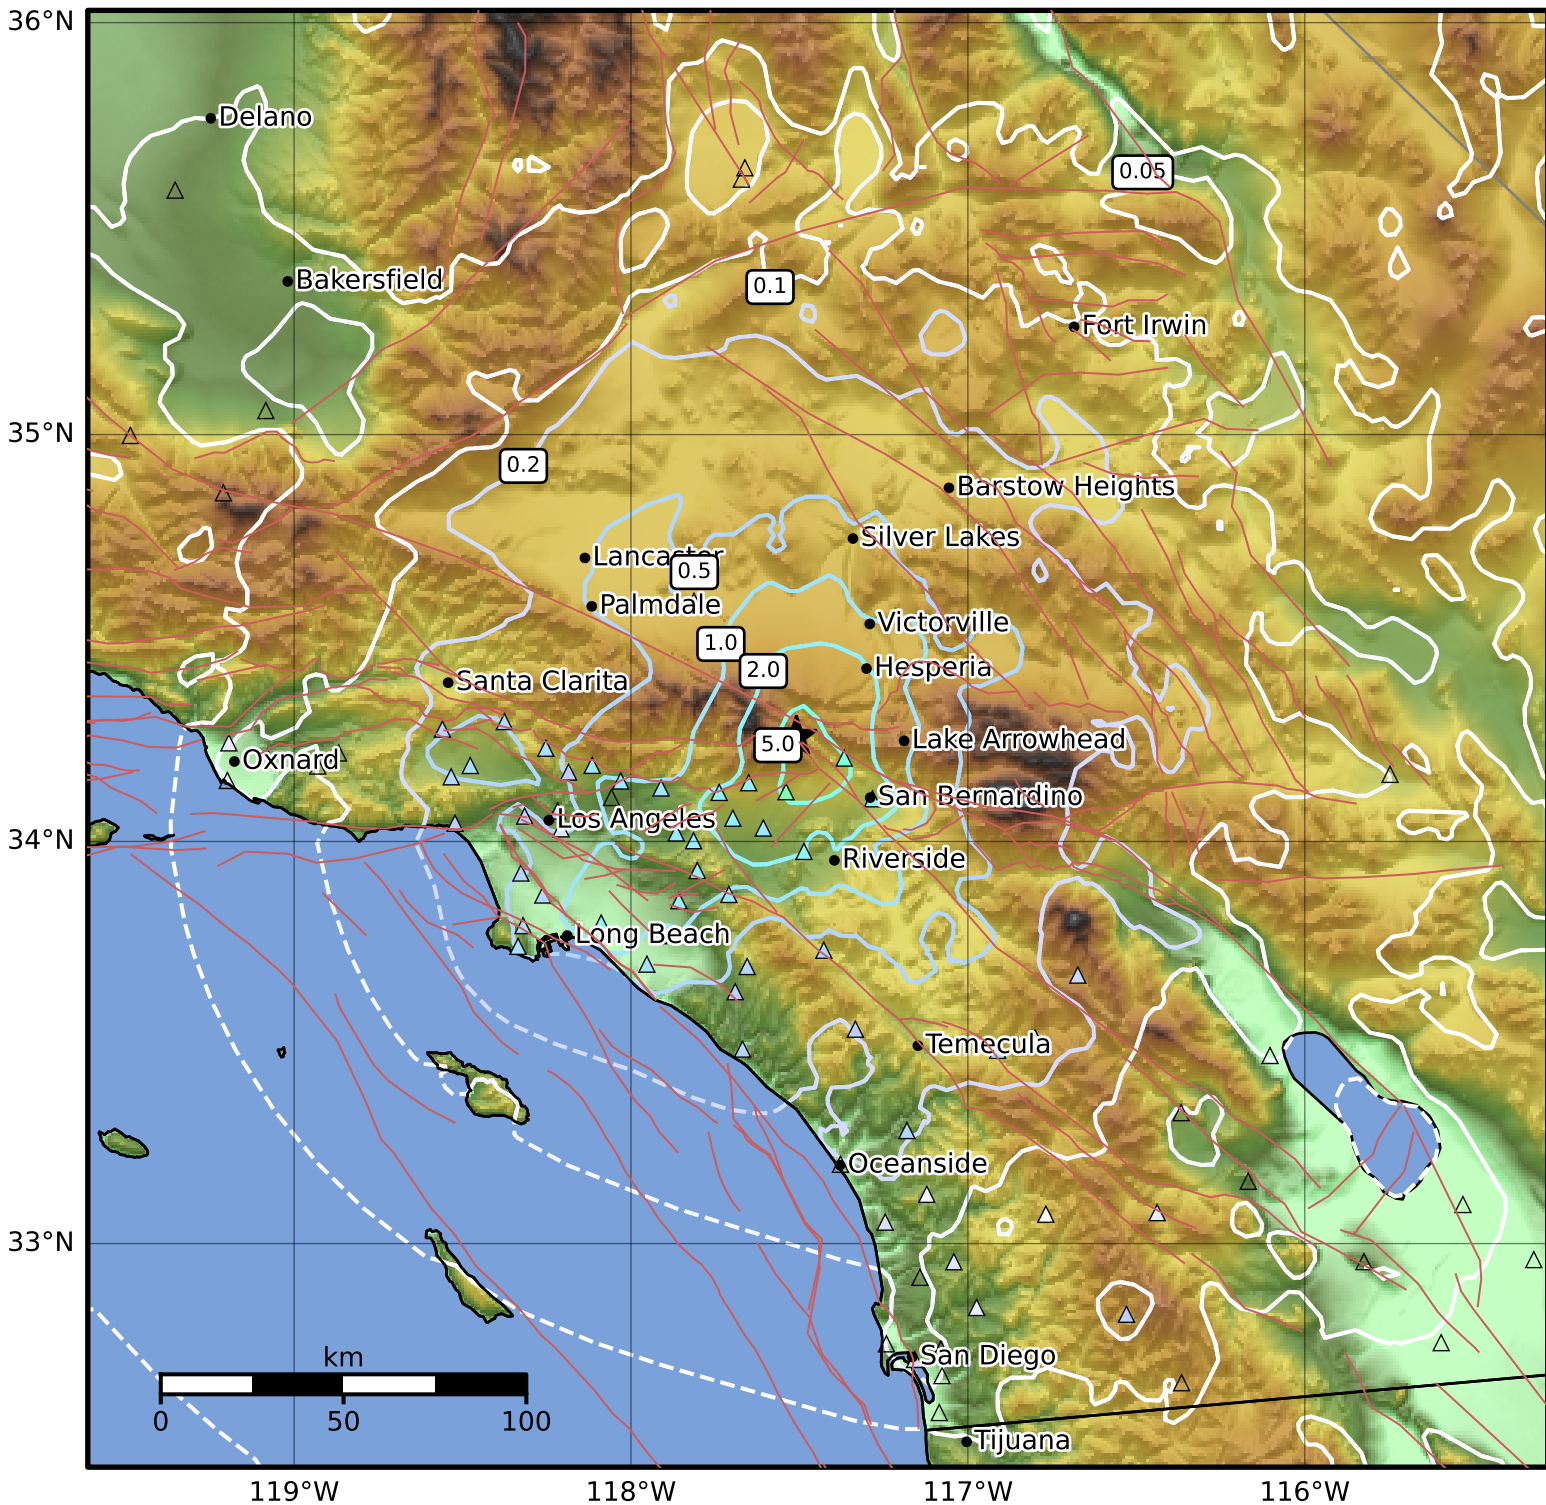 36°N
Delano
0.05
Bakersfield
0.1
Fort Irwin
35°N
0.2
Barstow Heights
Silver Lakes
Lancaster
0.5
Palmdale
Victorville
1.0
2.0
Hesperia
Santa Clarita
5.0
Lake Arrowhead
Oxnard
San Bernardino
Los Angeles
34°N
Riverside
Long Beach
Temecula
Oceanside
33°N
San Diego
km
0 50 100
Tijuana
119°W 118°W 117°W 116°W